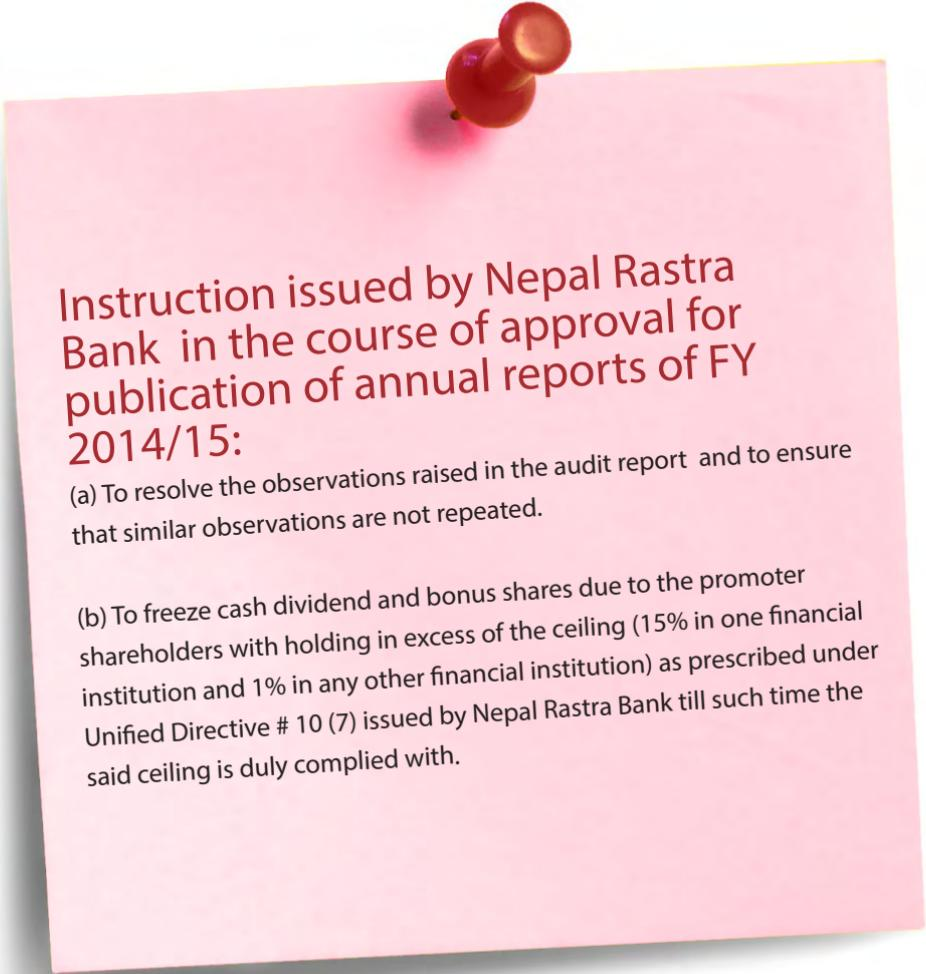 Instruction issued by Nepal Rastra
Bank in the course of approval for
publication of annual reports of FY
2014/15:
(a) To resolve the observations raised in the audit report and to ensure
that similar observations are not repeated.
(b) To freeze cash dividend and bonus shares due to the promoter
shareholders with holding in excess of the ceiling (15% in one financial
institution and 1% in any other financial institution) as prescribed under
Unified Directive # 10 (7) issued by Nepal Rastra Bank till such time the
said ceiling is duly complied with.